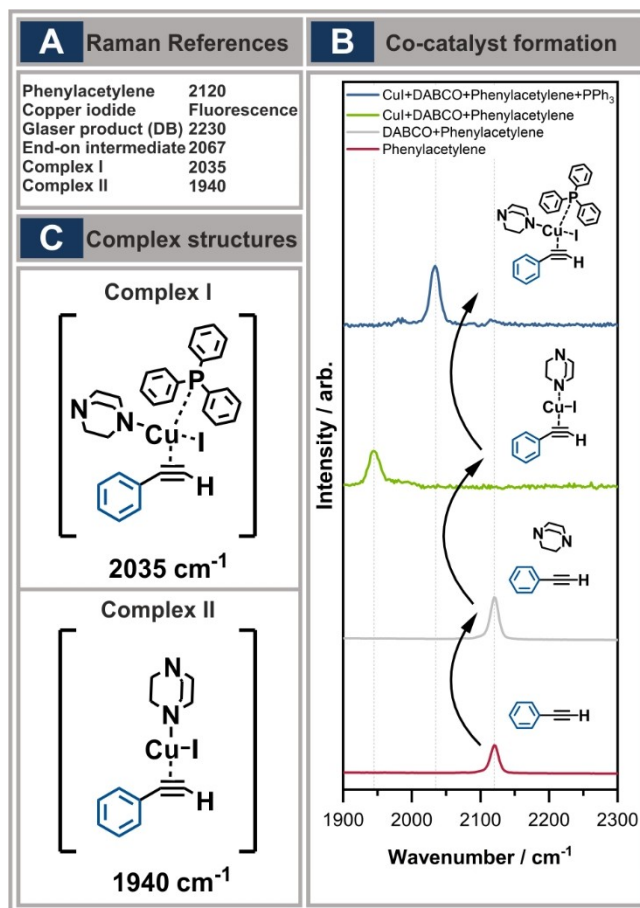 A Raman References
Phenylacetylene 2120
Copper iodide Fluorescence
Glaser product (DB) 2230
End-on intermediate 2067
Complex I 2035
Complex II 1940
C Complex structures
Complex I
N
N
P
Cu
I
H
2035 cm⁻¹
Complex II
N
N
Cu-I
H
1940 cm⁻¹
B Co-catalyst formation
CuI+DABCO+Phenylacetylene+PPh₃
CuI+DABCO+Phenylacetylene
DABCO+Phenylacetylene
Phenylacetylene
P
N
N
Cu
I
H
N
N
Cu-I
H
N
N
H
H
Intensity / arb.
1900 2000 2100 2200 2300
Wavenumber / cm⁻¹